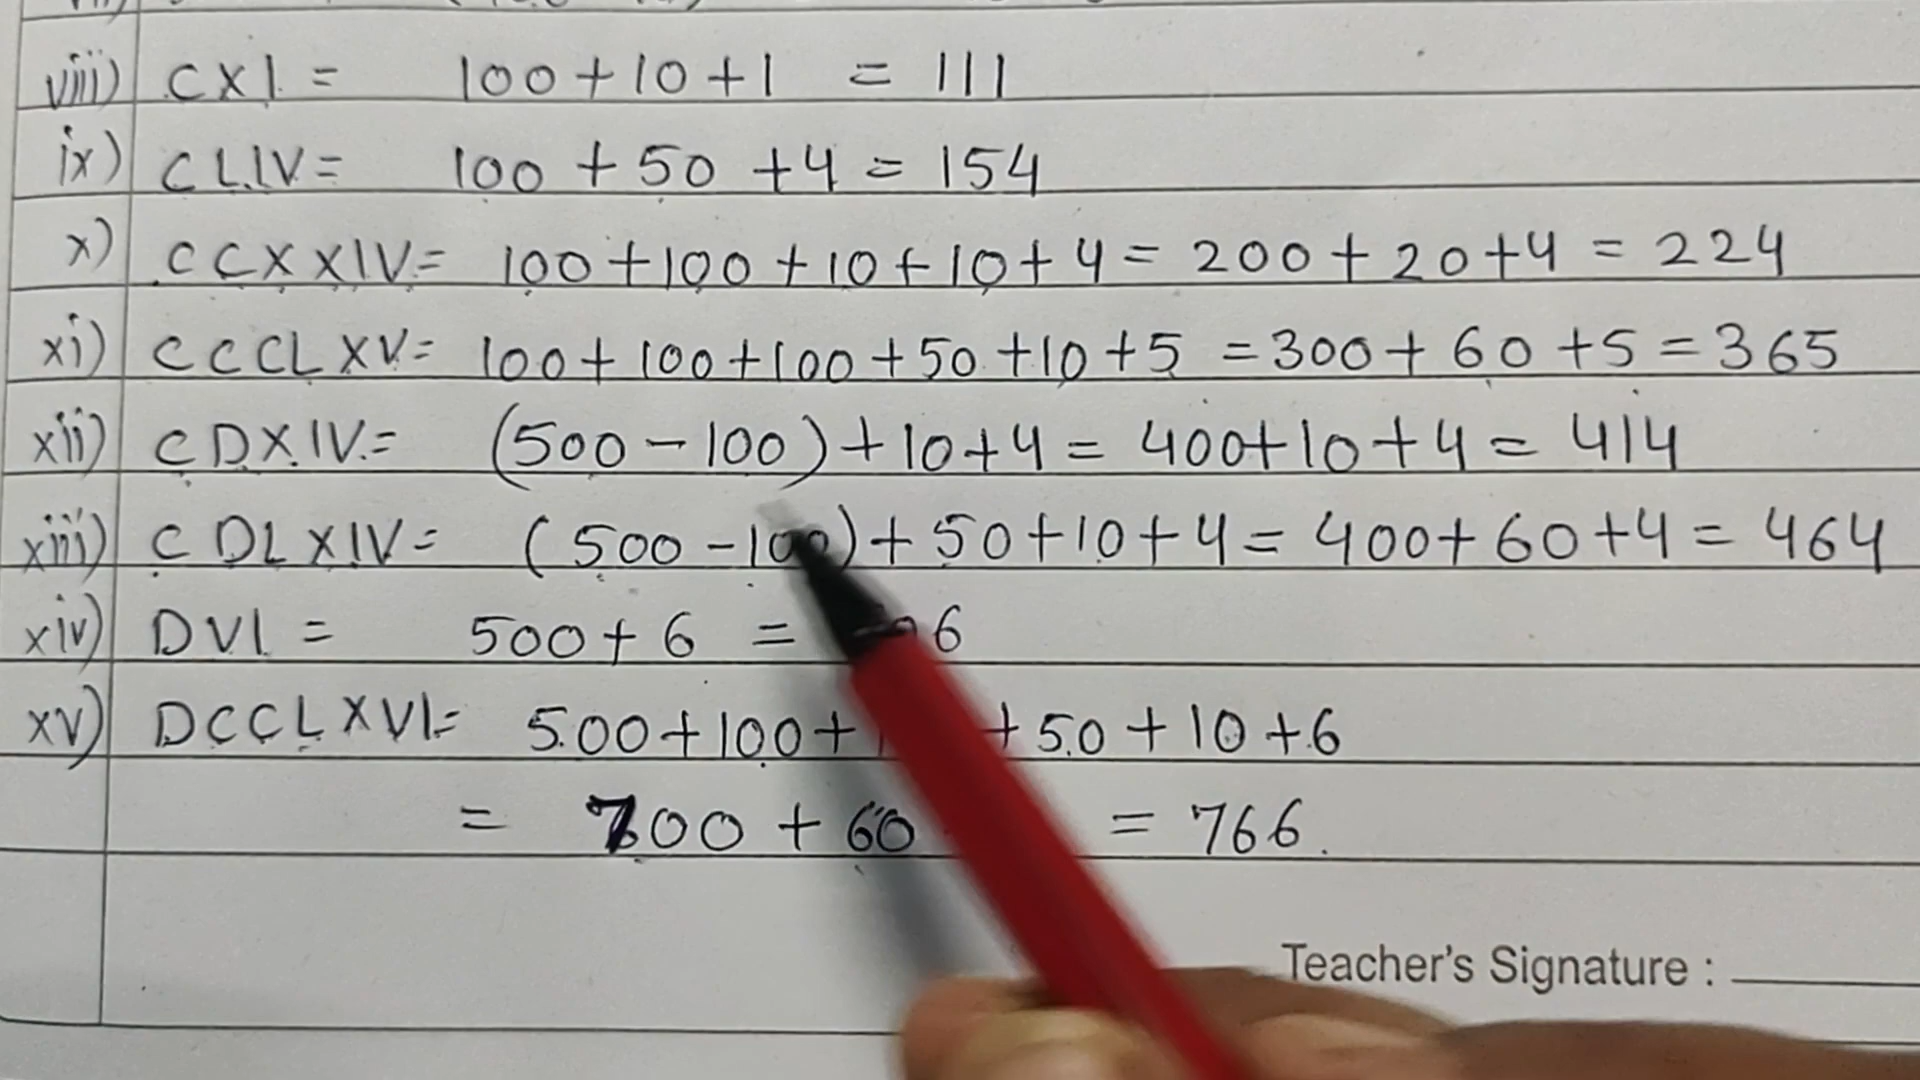 viii) CXI = 100+10+1 = 111
ix) CLIV= 100 + 50 +4 = 154
x) CCXXIV= 100+100+10+10+4 = 200+20+4 = 224
xi) CCCLXV= 100+100+100+50+10+5 =300+60+5=365
xii) CDXIV= (500-100)+10+4= 400+10+4= 414
xiii) CDLXIV= (500-100)+50+10+4= 400+60+4= 464
xiv) DVI = 500+6 = 6
xv) DCCLXVI= 500+100+1 +50+10+6
= 700 + 60 = 766.
Teacher's Signature :